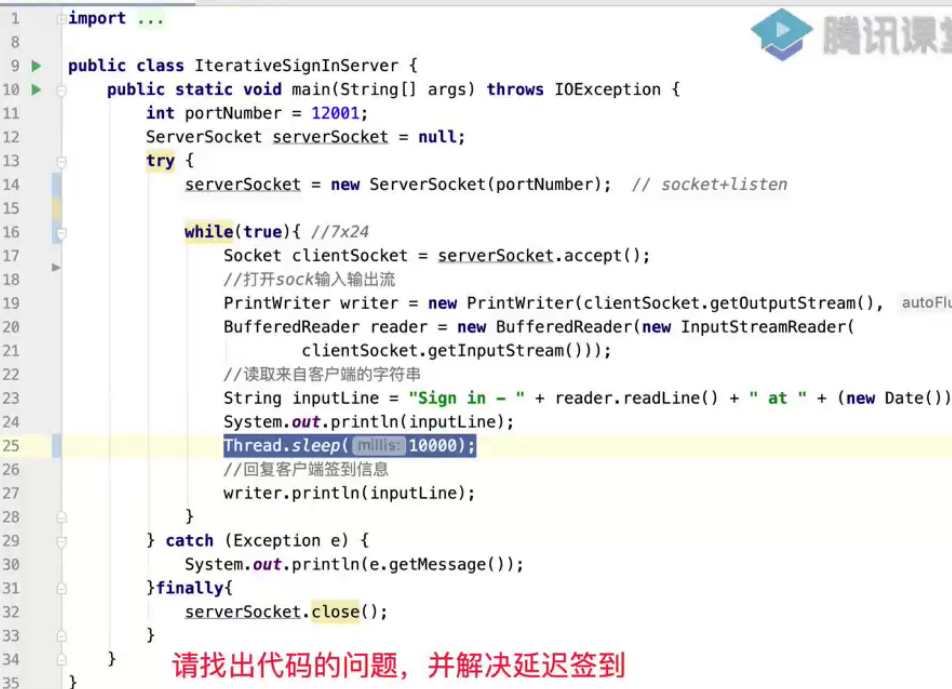 腾讯课堂
1 import ...
8
9 public class IterativeSignInServer {
10 public static void main(String[] args) throws IOException {
11 int portNumber = 12001;
12 ServerSocket serverSocket = null;
13 try {
14 serverSocket = new ServerSocket(portNumber); // socket+listen
15
16 while(true){ //7x24
17 Socket clientSocket = serverSocket.accept();
18 //打开sock输入输出流
19 PrintWriter writer = new PrintWriter(clientSocket.getOutputStream(), autoFlu
20 BufferedReader reader = new BufferedReader(new InputStreamReader(
21 clientSocket.getInputStream()));
22 //读取来自客户端的字符串
23 String inputLine = "Sign in – " + reader.readLine() + " at " + (new Date())
24 System.out.println(inputLine);
25 Thread.sleep( millis: 10000);
26 //回复客户端签到信息
27 writer.println(inputLine);
28 }
29 } catch (Exception e) {
30 System.out.println(e.getMessage());
31 }finally{
32 serverSocket.close();
33 }
34 }
35 }
请找出代码的问题，并解决延迟签到